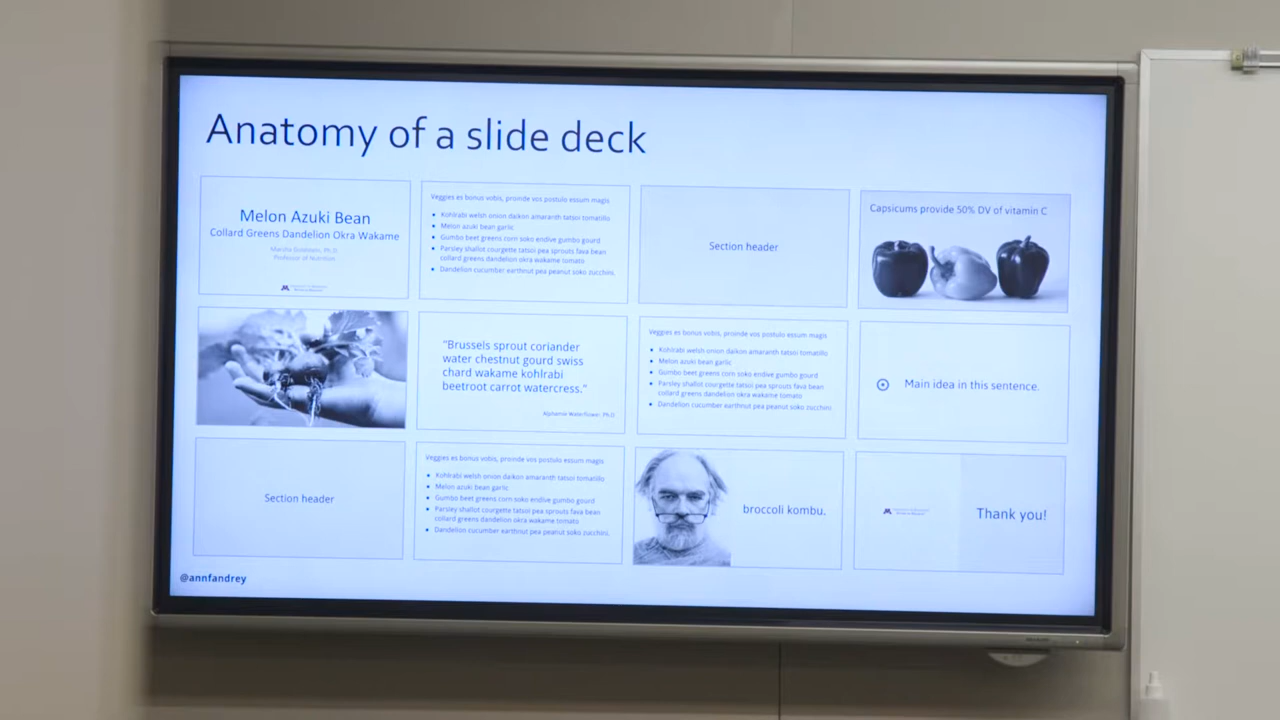 Anatomy of a slide deck
Melon Azuki Bean
Collard Greens Dandelion Okra Wakame
Professor of Nutrition
Veggies es bonus vobis, proinde vos postulo essum magis
Kohlrabi welsh onion daikon amaranth tatsoi tomatillo
Melon azuki bean garlic
Gumbo beet greens corn soko endive gumbo gourd
Parsley shallot courgette tatsoi pea sprouts fava bean
collard greens dandelion okra wakame tomato
Dandelion cucumber earthnut pea peanut soko zucchini.
Section header
Capsicums provide 50% DV of vitamin C
"Brussels sprout coriander
water chestnut gourd swiss
chard wakame kohlrabi
beetroot carrot watercress."
Veggies es bonus vobis, proinde vos postulo essum magis
Kohlrabi welsh onion daikon amaranth tatsoi tomatillo
Melon azuki bean garlic
Gumbo beet greens corn soko endive gumbo gourd
Parsley shallot courgette tatsoi pea sprouts fava bean
collard greens dandelion okra wakame tomato
Dandelion cucumber earthnut pea peanut soko zucchini
Main idea in this sentence.
Section header
Veggies es bonus vobis, proinde vos postulo essum magis
Kohlrabi welsh onion daikon amaranth tatsoi tomatillo
Melon azuki bean garlic
Gumbo beet greens corn soko endive gumbo gourd
Parsley shallot courgette tatsoi pea sprouts fava bean
collard greens dandelion okra wakame tomato
Dandelion cucumber earthnut pea peanut soko zucchini.
broccoli kombu.
Thank you!
@annfandrey